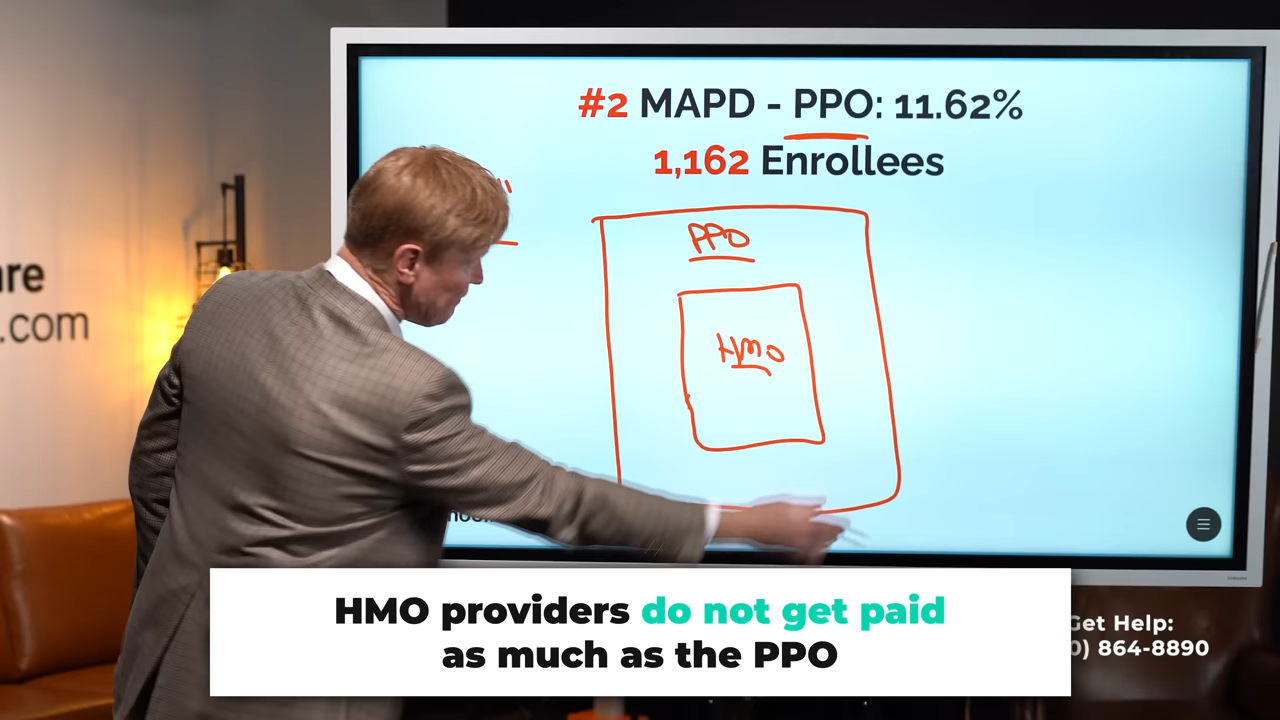 #2 MAPD - PPO: 11.62%
1,162 Enrollees
PPO
HMO
.com
HMO providers do not get paid
as much as the PPO
Get Help:
864-8890